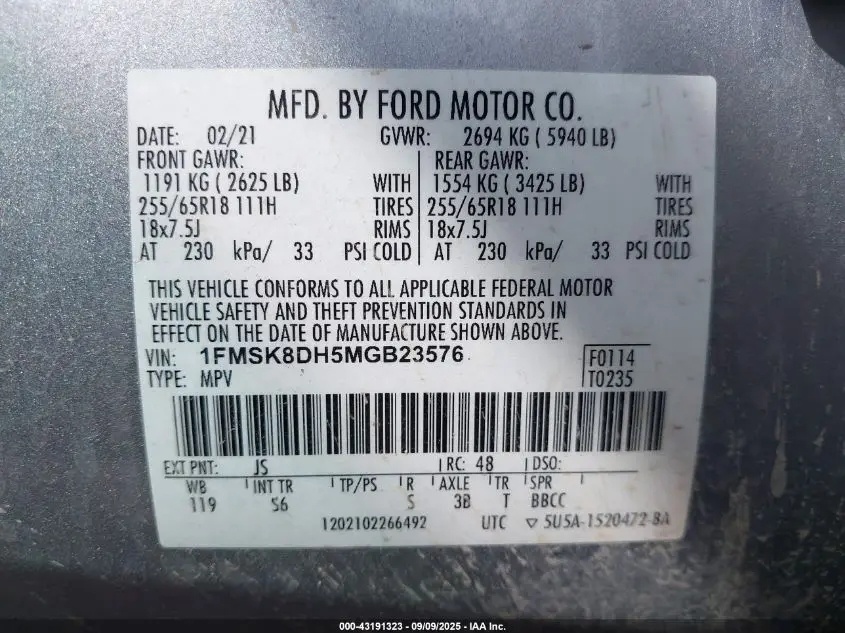 MFD. BY FORD MOTOR CO.
DATE: 02/21 GVWR: 2694 KG ( 5940 LB)
FRONT GAWR: REAR GAWR:
1191 KG ( 2625 LB) WITH 1554 KG ( 3425 LB) WITH
255/65R18 111H TIRES 255/65R18 111H TIRES
18x7.5J RIMS 18x7.5J RIMS
AT 230 kPa/ 33 PSI COLD AT 230 kPa/ 33 PSI COLD
THIS VEHICLE CONFORMS TO ALL APPLICABLE FEDERAL MOTOR
VEHICLE SAFETY AND THEFT PREVENTION STANDARDS IN
EFFECT ON THE DATE OF MANUFACTURE SHOWN ABOVE.
VIN: 1FMSK8DH5MGB23576 F0114
TYPE: MPV T0235
EXT PNT: JS RC: 48 DSO:
WB INT TR TP/PS R AXLE TR SPR
119 S6 S 3B T BBCC
1202102266492 UTC ▽ 5U5A-1520472-BA
000-43191323 - 09/09/2025 - IAA Inc.